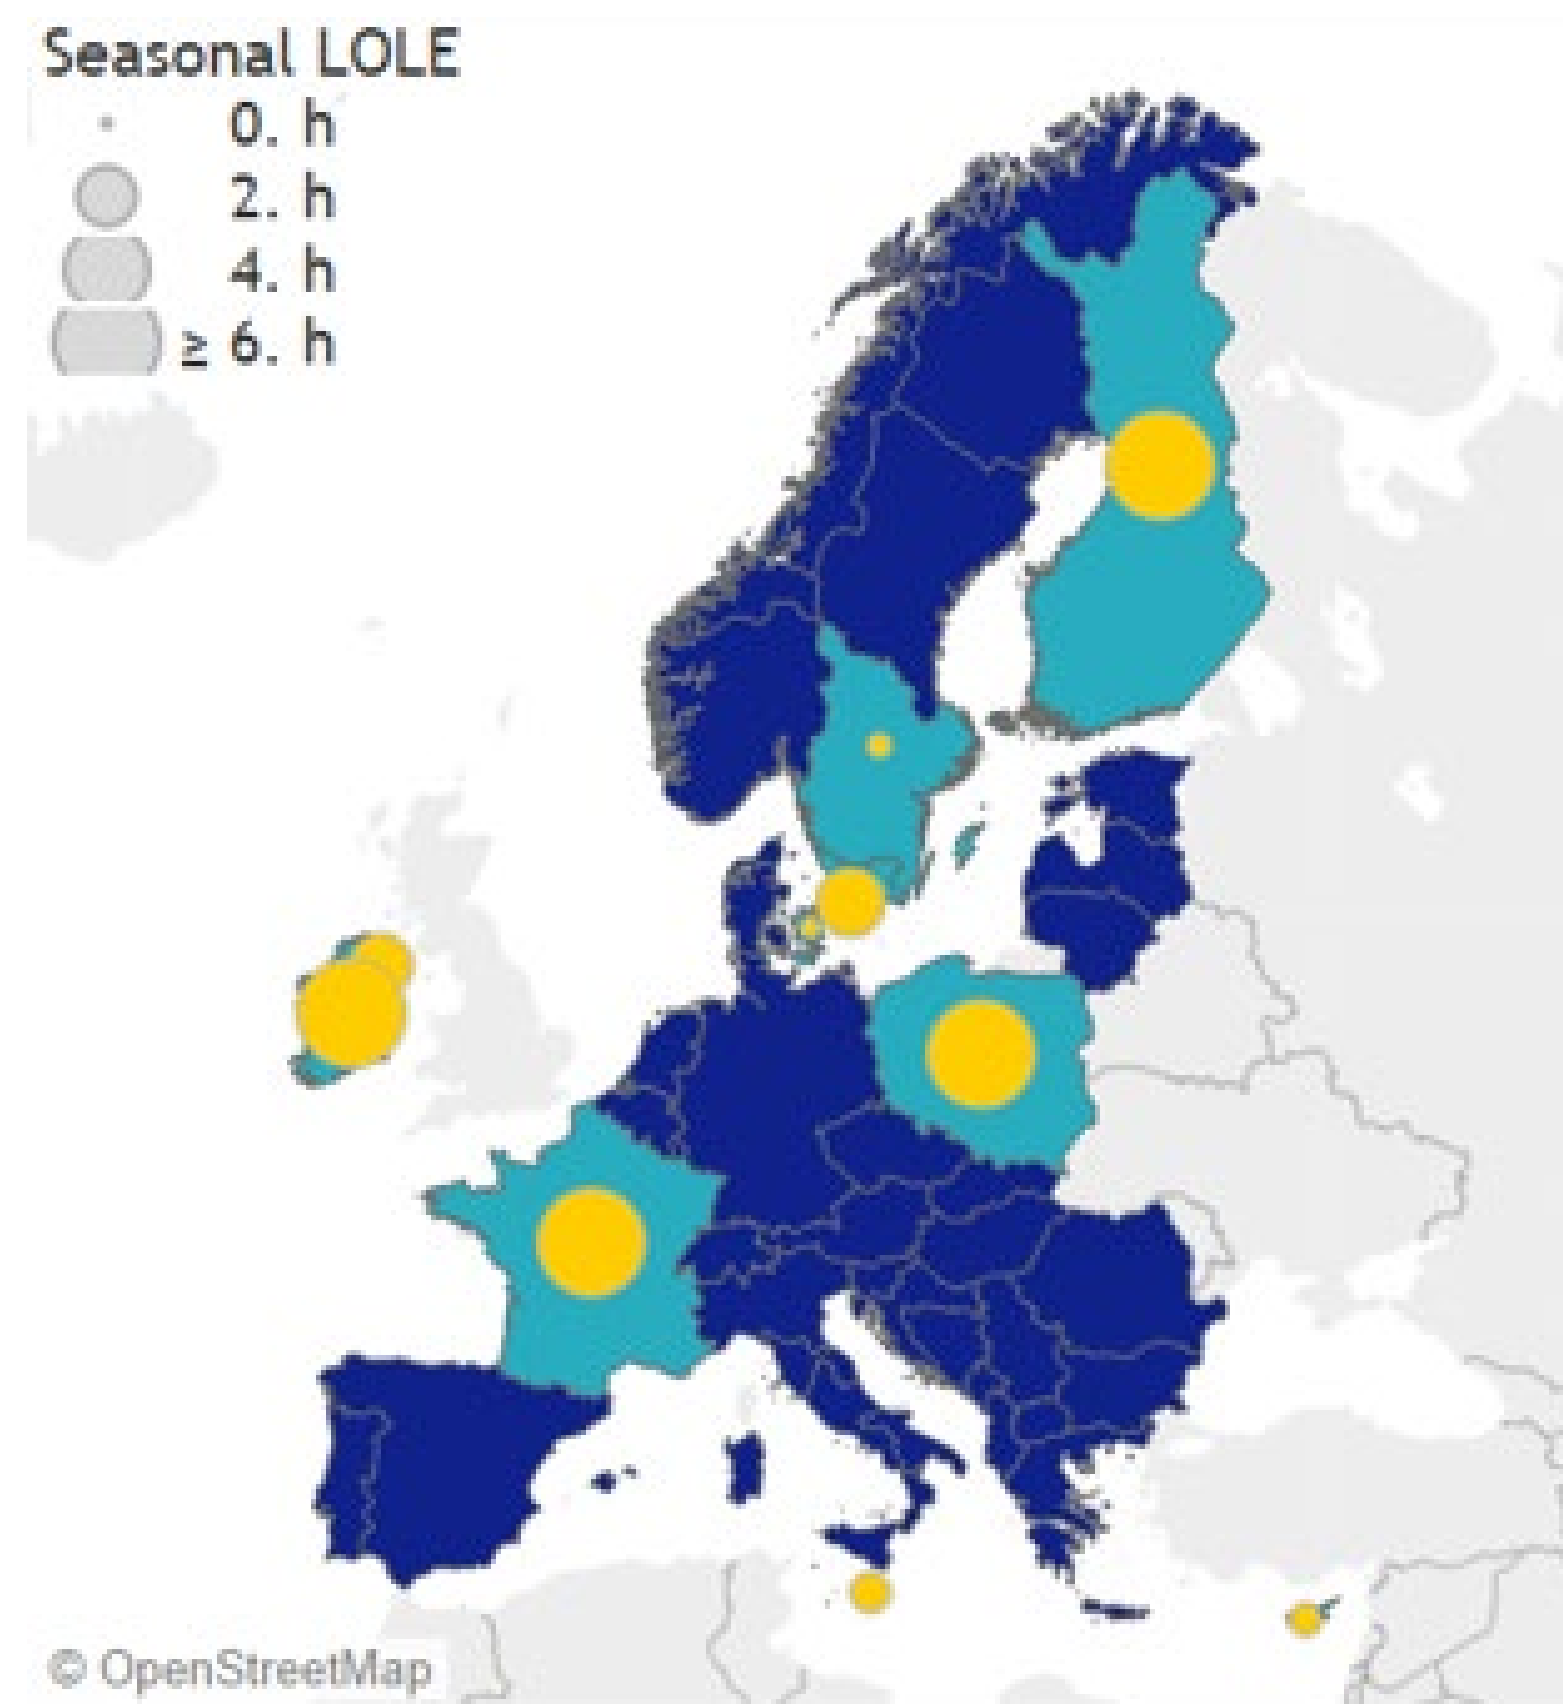 Seasonal LOLE
0. h
2. h
4. h
≥ 6. h
© OpenStreetMap